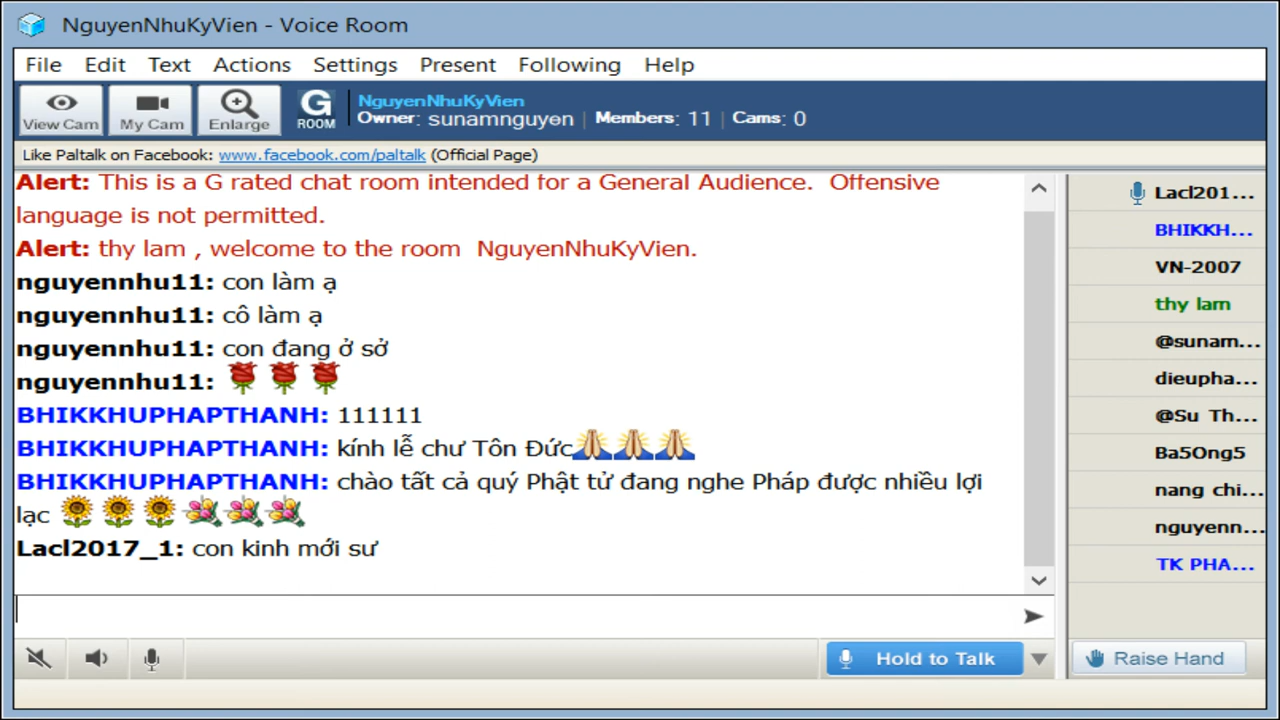 NguyenNhuKyVien - Voice Room
File Edit Text Actions Settings Present Following Help
View Cam My Cam Enlarge G ROOM
NguyenNhuKyVien
Owner: sunamnguyen | Members: 11 | Cams: 0
Like Paltalk on Facebook: www.facebook.com/paltalk (Official Page)
Alert: This is a G rated chat room intended for a General Audience. Offensive
language is not permitted.
Alert: thy lam , welcome to the room NguyenNhuKyVien.
nguyennhu11: con làm ạ
nguyennhu11: cô làm ạ
nguyennhu11: con đang ở sở
nguyennhu11:
BHIKKHUPHAPTHANH: 111111
BHIKKHUPHAPTHANH: kính lễ chư Tôn Đức
BHIKKHUPHAPTHANH: chào tất cả quý Phật tử đang nghe Pháp được nhiều lợi
lạc
Lacl2017_1: con kinh mới sư
Lacl201...
BHIKKH...
VN-2007
thy lam
@sunam...
dieupha...
@Su Th...
Ba5Ong5
nang chi...
nguyenn...
TK PHA...
Hold to Talk
Raise Hand